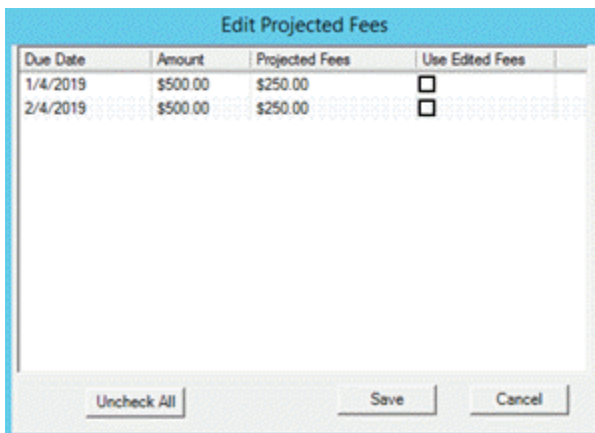 Edit Projected Fees
Due Date Amount Projected Fees Use Edited Fees
1/4/2019 $500.00 $250.00
2/4/2019 $500.00 $250.00
Uncheck All Save Cancel